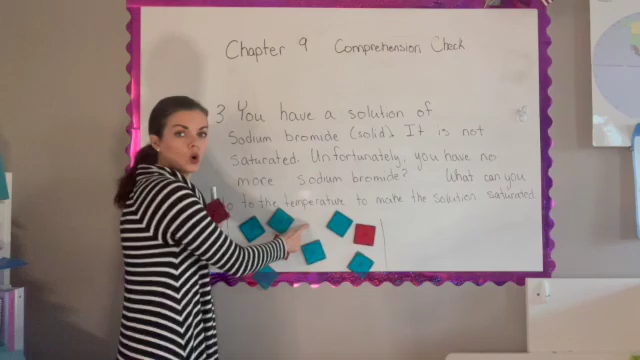 Chapter 9 Comprehension Check
3 You have a solution of
Sodium bromide (solid). It is not
saturated. Unfortunately, you have no
more sodium bromide? What can you
to the temperature to make the solution saturated